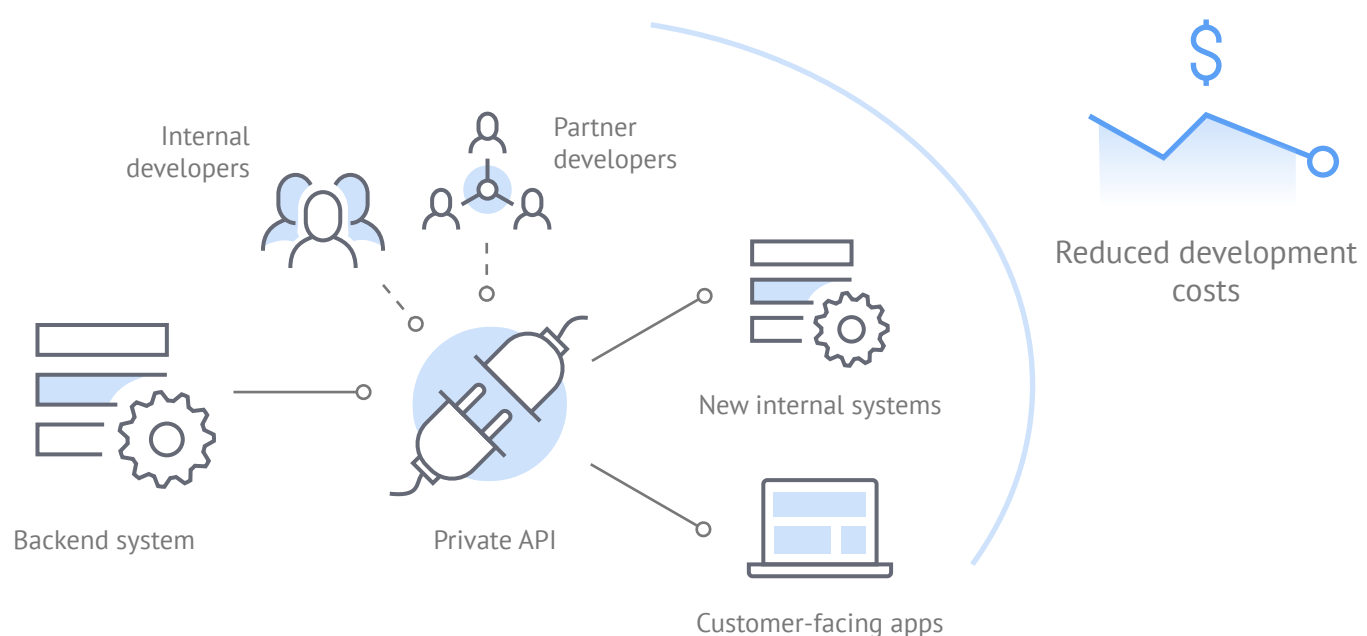 Internal
developers
Partner
developers
$
Reduced development
costs
New internal systems
Backend system
Private API
Customer-facing apps